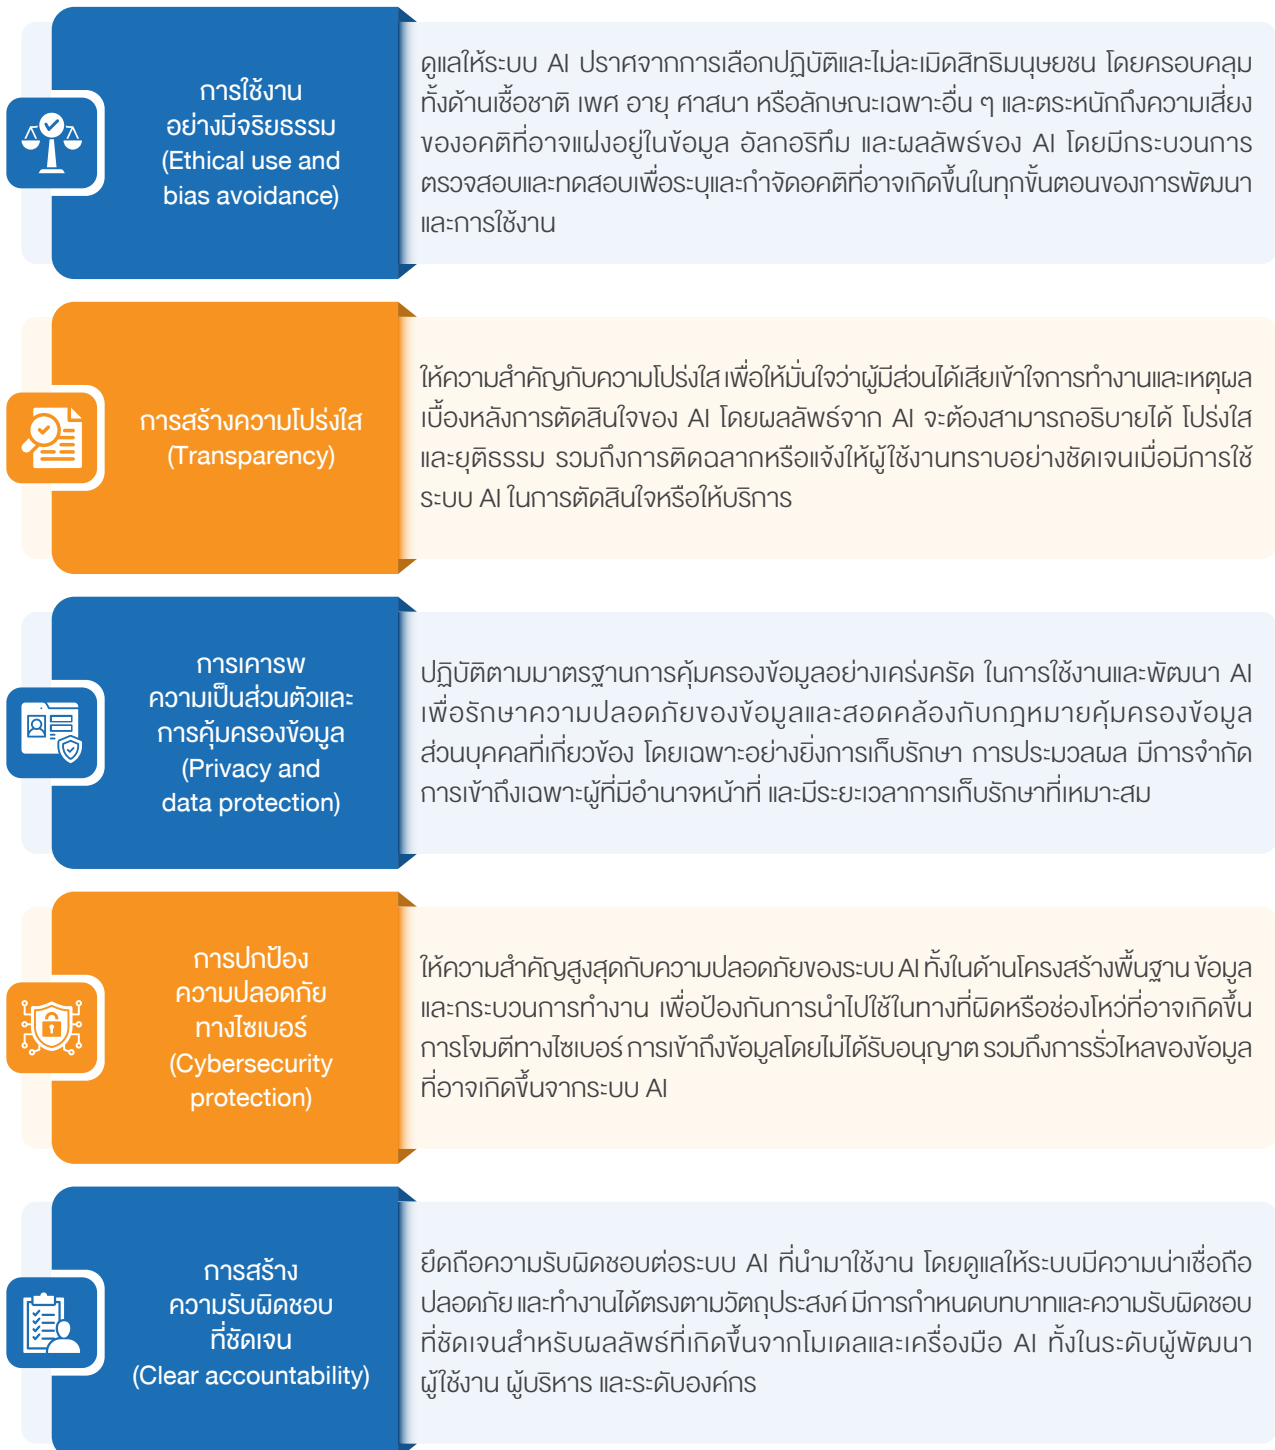 การใช้งาน
อย่างมีจริยธรรม
(Ethical use and
bias avoidance)
ดูแลให้ระบบ AI ปราศจากการเลือกปฏิบัติและไม่ละเมิดสิทธิมนุษยชน โดยครอบคลุม
ทั้งด้านเชื้อชาติ เพศ อายุ ศาสนา หรือลักษณะเฉพาะอื่น ๆ และตระหนักถึงความเสี่ยง
ของอคติที่อาจแฝงอยู่ในข้อมูล อัลกอริทึม และผลลัพธ์ของ AI โดยมีกระบวนการ
ตรวจสอบและทดสอบเพื่อระบุและกำจัดอคติที่อาจเกิดขึ้นในทุกขั้นตอนของการพัฒนา
และการใช้งาน
การสร้างความโปร่งใส
(Transparency)
ให้ความสำคัญกับความโปร่งใส เพื่อให้มั่นใจว่าผู้มีส่วนได้เสียเข้าใจการทำงานและเหตุผล
เบื้องหลังการตัดสินใจของ AI โดยผลลัพธ์จาก AI จะต้องสามารถอธิบายได้ โปร่งใส
และยุติธรรม รวมถึงการติดฉลากหรือแจ้งให้ผู้ใช้งานทราบอย่างชัดเจนเมื่อมีการใช้
ระบบ AI ในการตัดสินใจหรือให้บริการ
การเคารพ
ความเป็นส่วนตัวและ
การคุ้มครองข้อมูล
(Privacy and
data protection)
ปฏิบัติตามมาตรฐานการคุ้มครองข้อมูลอย่างเคร่งครัด ในการใช้งานและพัฒนา AI
เพื่อรักษาความปลอดภัยของข้อมูลและสอดคล้องกับกฎหมายคุ้มครองข้อมูล
ส่วนบุคคลที่เกี่ยวข้อง โดยเฉพาะอย่างยิ่งการเก็บรักษา การประมวลผล มีการจำกัด
การเข้าถึงเฉพาะผู้ที่มีอำนาจหน้าที่ และมีระยะเวลาการเก็บรักษาที่เหมาะสม
การปกป้อง
ความปลอดภัย
ทางไซเบอร์
(Cybersecurity
protection)
ให้ความสำคัญสูงสุดกับความปลอดภัยของระบบ AI ทั้งในด้านโครงสร้างพื้นฐาน ข้อมูล
และกระบวนการทำงาน เพื่อป้องกันการนำไปใช้ในทางที่ผิดหรือช่องโหว่ที่อาจเกิดขึ้น
การโจมตีทางไซเบอร์ การเข้าถึงข้อมูลโดยไม่ได้รับอนุญาต รวมถึงการรั่วไหลของข้อมูล
ที่อาจเกิดขึ้นจากระบบ AI
การสร้าง
ความรับผิดชอบ
ที่ชัดเจน
(Clear accountability)
ยึดถือความรับผิดชอบต่อระบบ AI ที่นำมาใช้งาน โดยดูแลให้ระบบมีความน่าเชื่อถือ
ปลอดภัย และทำงานได้ตรงตามวัตถุประสงค์ มีการกำหนดบทบาทและความรับผิดชอบ
ที่ชัดเจนสำหรับผลลัพธ์ที่เกิดขึ้นจากโมเดลและเครื่องมือ AI ทั้งในระดับผู้พัฒนา
ผู้ใช้งาน ผู้บริหาร และระดับองค์กร